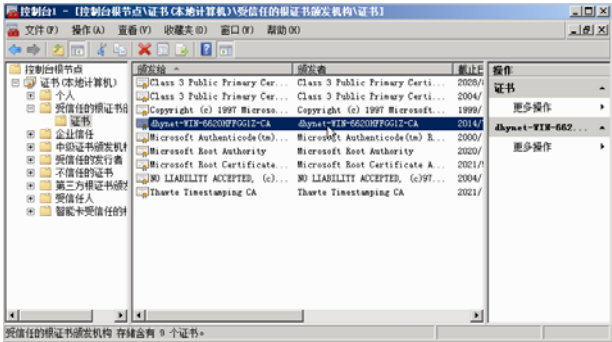 控制台1 - [控制台根节点\证书(本地计算机)\受信任的根证书颁发机构\证书]
文件(F) 操作(A) 查看(V) 收藏夹(O) 窗口(W) 帮助(H)
控制台根节点
证书(本地计算机)
个人
受信任的根证书颁
证书
企业信任
中级证书颁发机构
受信任的发行者
不信任的证书
第三方根证书颁发
受信任人
智能卡受信任的根
颁发给 颁发者 截止日
Class 3 Public Primary Cer... Class 3 Public Primary Certi... 2028/
Class 3 Public Primary Cer... Class 3 Public Primary Certi... 2004/
Copyright (c) 1997 Microso... Copyright (c) 1997 Microsoft... 1999/
dhynet-WIN-6620HFFGG1Z-CA dhynet-WIN-6620HFFGG1Z-CA 2014/
Microsoft Authenticode(tm)... Microsoft Authenticode(tm) R... 2000/
Microsoft Root Authority Microsoft Root Authority 2020/
Microsoft Root Certificate... Microsoft Root Certificate A... 2021/
NO LIABILITY ACCEPTED, (c)... NO LIABILITY ACCEPTED, (c)97... 2004/
Thawte Timestamping CA Thawte Timestamping CA 2021/
操作
证书
更多操作
dhynet-WIN-662...
更多操作
受信任的根证书颁发机构 存储含有 9 个证书。